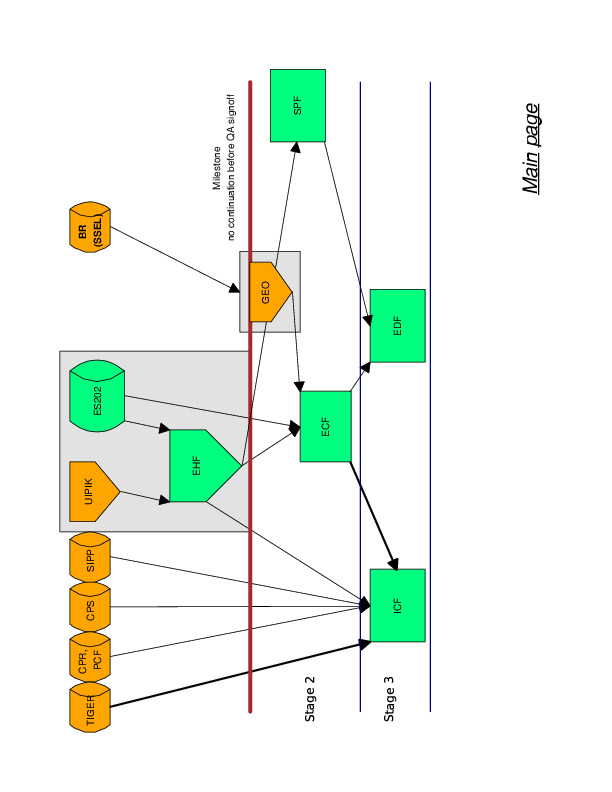 Main page
TIGER
CPR,
PCF
CPS
SIPP
UIPIK
ES202
BR
(SSEL)
EHF
Milestone
no continuation before QA signoff
GEO
Stage 2
ECF
SPF
Stage 3
ICF
EDF